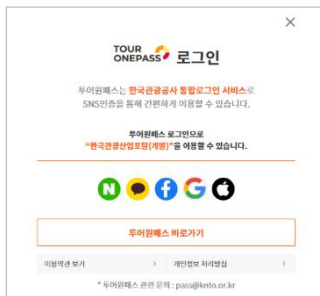 TOUR
ONEPASS 로그인
투어원패스는 한국관광공사 통합로그인 서비스로
SNS인증을 통해 간편하게 이용할 수 있습니다.
투어원패스 로그인으로
"한국관광산업포털(개발)"을 이용할 수 있습니다.
N
투어원패스 바로가기
이용약관 보기 > 개인정보 처리방침 >
* 투어원패스 관련 문의 : pass@knto.or.kr